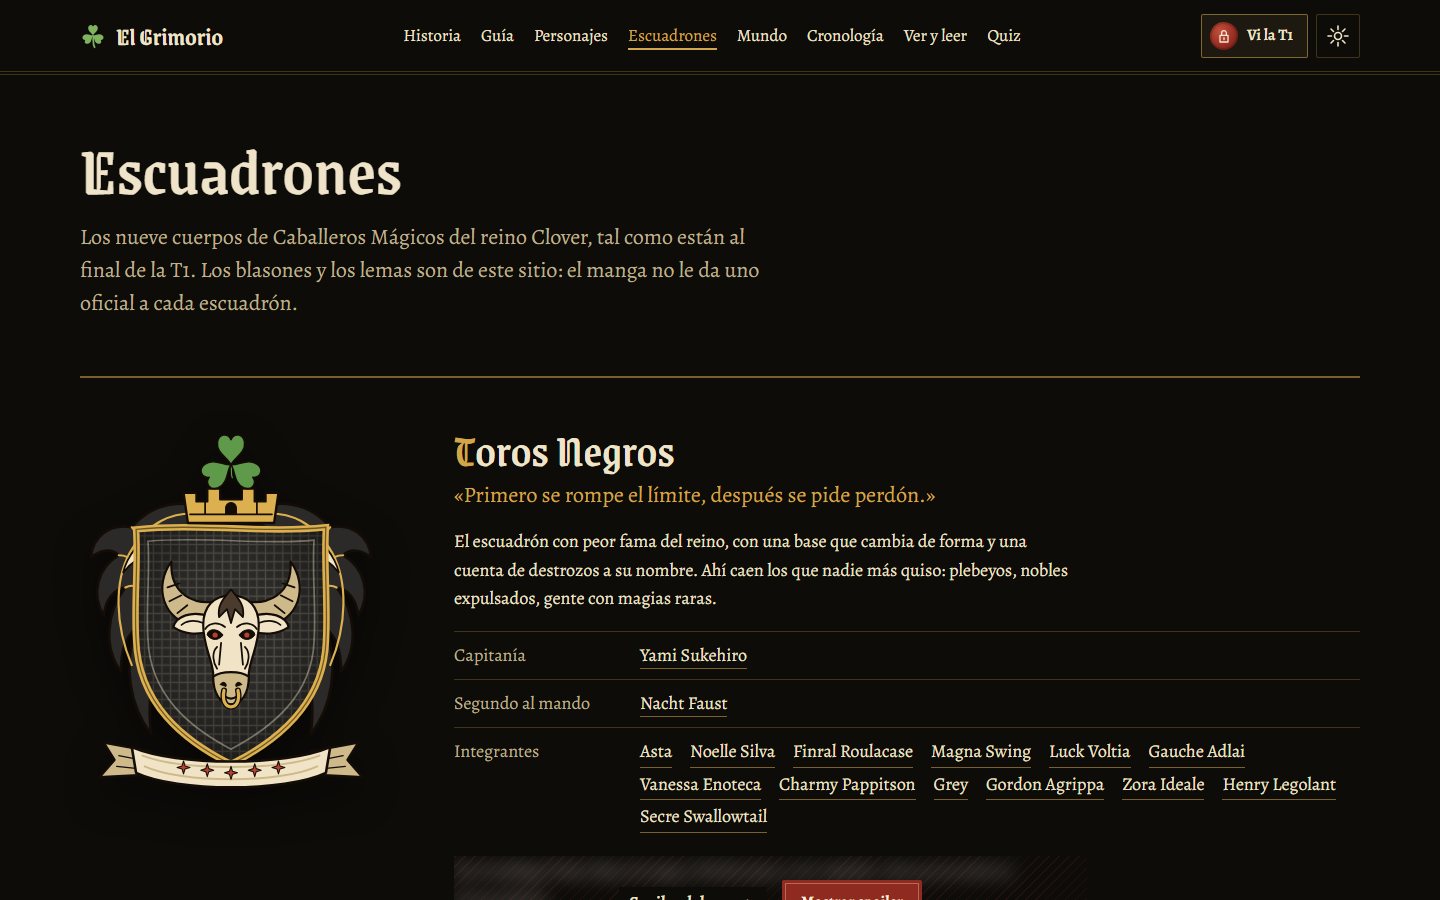 El Grimorio
Historia Guía Personajes Escuadrones Mundo Cronología Ver y leer Quiz
Vi la T1
Escuadrones
Los nueve cuerpos de Caballeros Mágicos del reino Clover, tal como están al
final de la T1. Los blasones y los lemas son de este sitio: el manga no le da uno
oficial a cada escuadrón.
Toros Negros
«Primero se rompe el límite, después se pide perdón.»
El escuadrón con peor fama del reino, con una base que cambia de forma y una
cuenta de destrozos a su nombre. Ahí caen los que nadie más quiso: plebeyos, nobles
expulsados, gente con magias raras.
Capitanía Yami Sukehiro
Segundo al mando Nacht Faust
Integrantes Asta Noelle Silva Finral Roulacase Magna Swing Luck Voltia Gauche Adlai
Vanessa Enoteca Charmy Pappitson Grey Gordon Agrippa Zora Ideale Henry Legolant
Secre Swallowtail